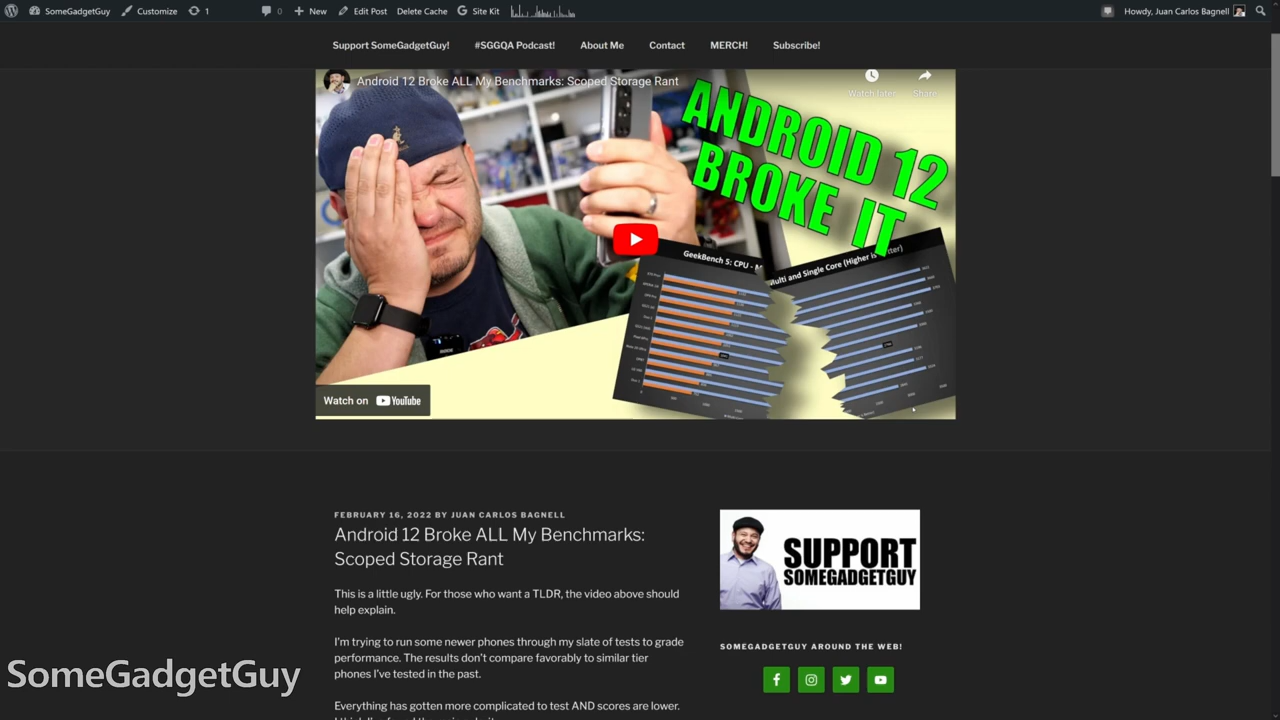 SomeGadgetGuy Customize 1 0 New Edit Post Delete Cache Site Kit Howdy, Juan Carlos Bagnell
Support SomeGadgetGuy! #SGGQA Podcast! About Me Contact MERCH! Subscribe!
Android 12 Broke ALL My Benchmarks: Scoped Storage Rant
Watch later Share
ANDROID 12
BROKE IT
GeekBench 5: CPU - M
Multi and Single Core (Higher is
Watch on YouTube
FEBRUARY 16, 2022 BY JUAN CARLOS BAGNELL
Android 12 Broke ALL My Benchmarks:
Scoped Storage Rant
This is a little ugly. For those who want a TLDR, the video above should
help explain.
I'm trying to run some newer phones through my slate of tests to grade
performance. The results don't compare favorably to similar tier
phones I've tested in the past.
Everything has gotten more complicated to test AND scores are lower.
SUPPORT
SOMEGADGETGUY
SOMEGADGETGUY AROUND THE WEB!
SomeGadgetGuy